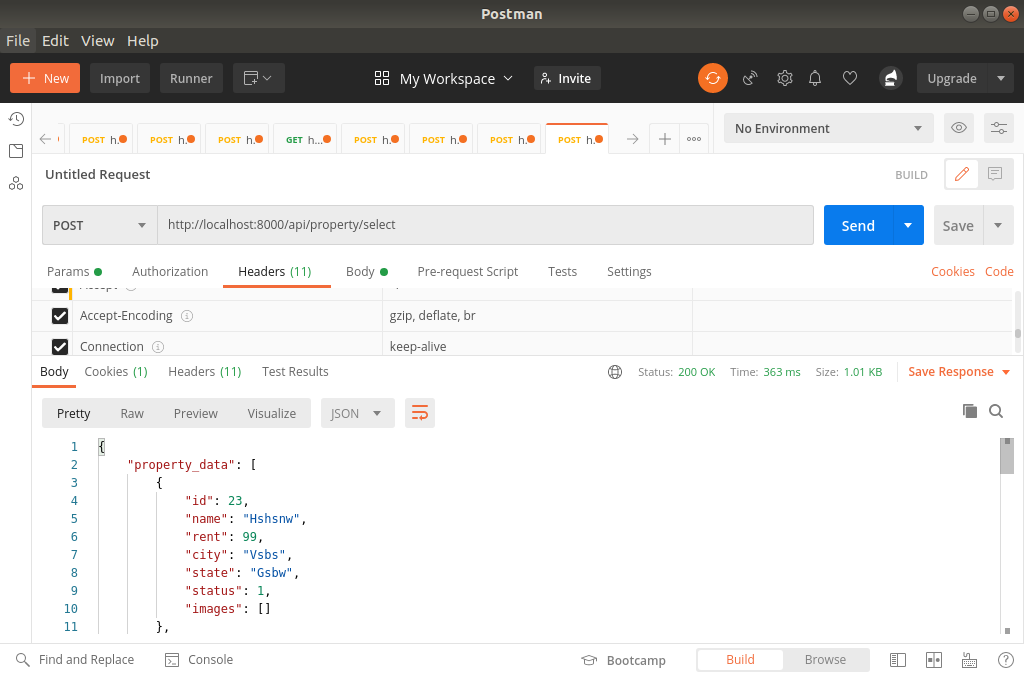 Postman
File Edit View Help
New Import Runner My Workspace Invite Upgrade
POST h. POST h. POST h. GET h... POST h. POST h. POST h. POST h. No Environment
Untitled Request BUILD
POST http://localhost:8000/api/property/select Send Save
Params Authorization Headers (11) Body Pre-request Script Tests Settings Cookies Code
Accept
Accept-Encoding gzip, deflate, br
Connection keep-alive
Body Cookies (1) Headers (11) Test Results Status: 200 OK Time: 363 ms Size: 1.01 KB Save Response
Pretty Raw Preview Visualize JSON
1 {
2 "property_data": [
3 {
4 "id": 23,
5 "name": "Hshsnw",
6 "rent": 99,
7 "city": "Vsbs",
8 "state": "Gsbw",
9 "status": 1,
10 "images": []
11 },
Find and Replace Console Bootcamp Build Browse